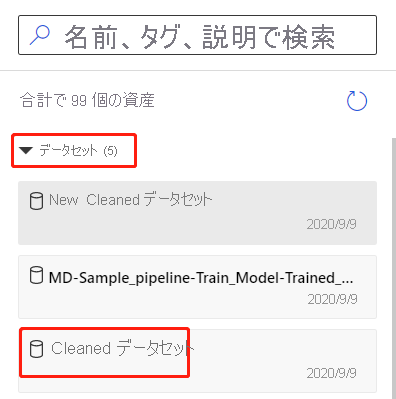 名前、タグ、説明で検索
合計で 99 個の資産
データセット (5)
New Cleaned データセット
2020/9/9
MD-Sample_pipeline-Train_Model-Trained_...
2020/9/9
Cleaned データセット
2020/9/9